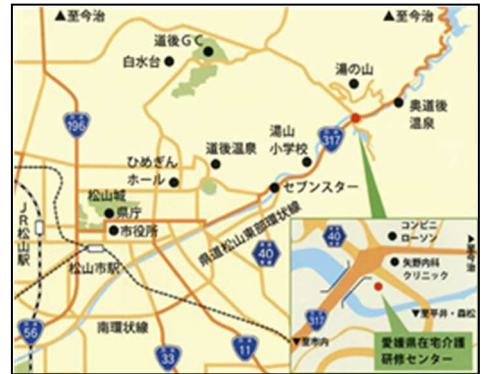 ▲至今治
▲至今治
道後GC
白水台
湯の山
奥道後
温泉
196
317
湯山
小学校
道後温泉
ひめぎん
ホール
セブンスター
松山城
県庁
市役所
JR松山駅
松山市駅
県道松山東部環状線
40
南環状線
56
33
11
40
コンビニ
ローソン
▲至今治
矢野内科
クリニック
▼至平井・森松
317
▼至市内
愛媛県在宅介護
研修センター